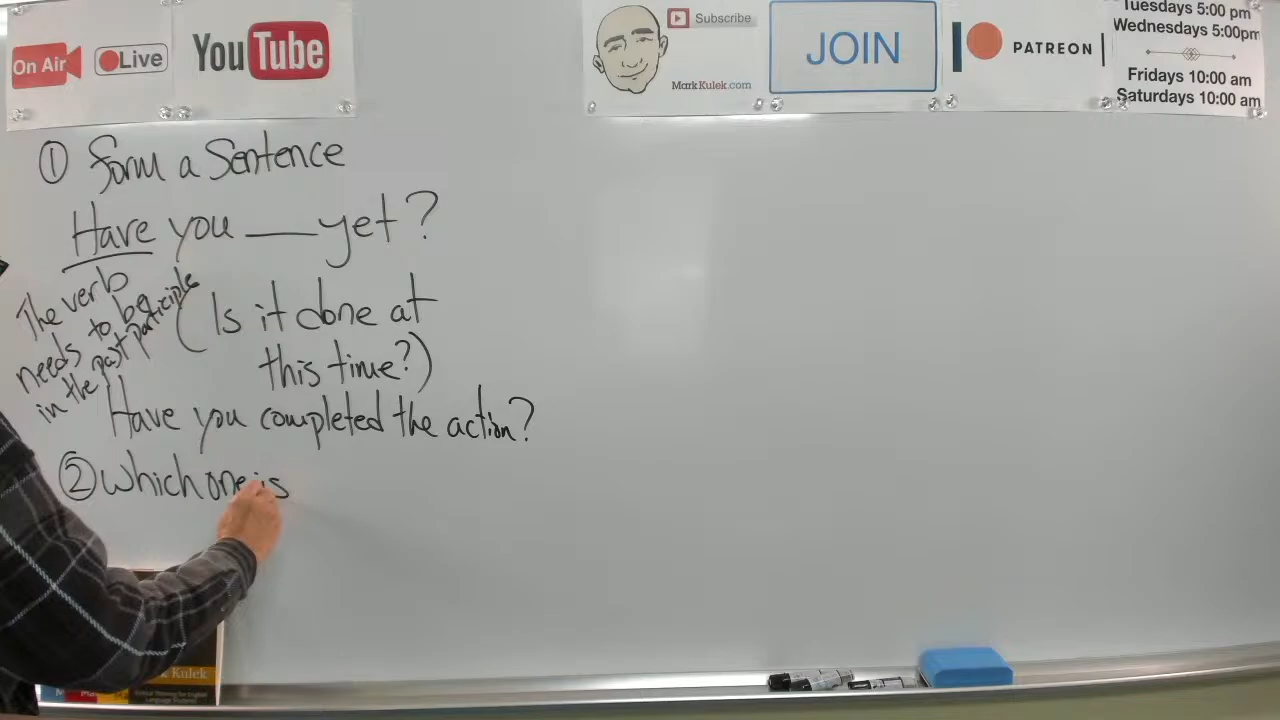 On Air
Live
YouTube
Subscribe
MarkKulek.com
JOIN
PATREON
Tuesdays 5:00 pm
Wednesdays 5:00pm
Fridays 10:00 am
Saturdays 10:00 am
① Form a Sentence
Have you ___ yet?
The verb
needs to be
in the past participle
(Is it done at
this time?)
Have you completed the action?
② Which one is
Kulek